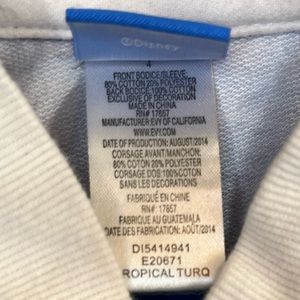 ©Disney
4
FRONT BODICE/SLEEVE:
80% COTTON 20% POLYESTER
BACK BODICE:100% COTTON
EXCLUSIVE OF DECORATION
MADE IN CHINA
RN# 17657
MANUFACTURER:EVY OF CALIFORNIA
WWW.EVY.COM
DATE OF PRODUCTION: AUGUST/2014
CORSAGE AVANT/MANCHON:
80% COTON 20% POLYESTER
CORSAGE DOS:100% COTON
SANS LES DECORATIONS
FABRIQUÉ EN CHINE
RN#: 17657
FABRIQUE AU GUATEMALA
DATE DES FABRICATION: AOÛT/2014
DI5414941
E20671
ROPICAL TURQ